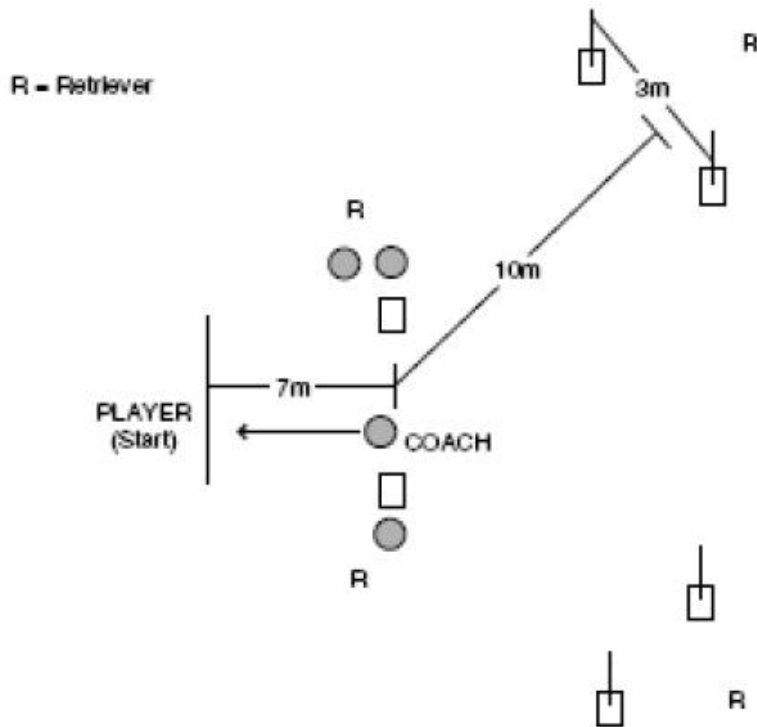 R
3m
R = Retriever
R
10m
7m
PLAYER
(Start)
COACH
R
R